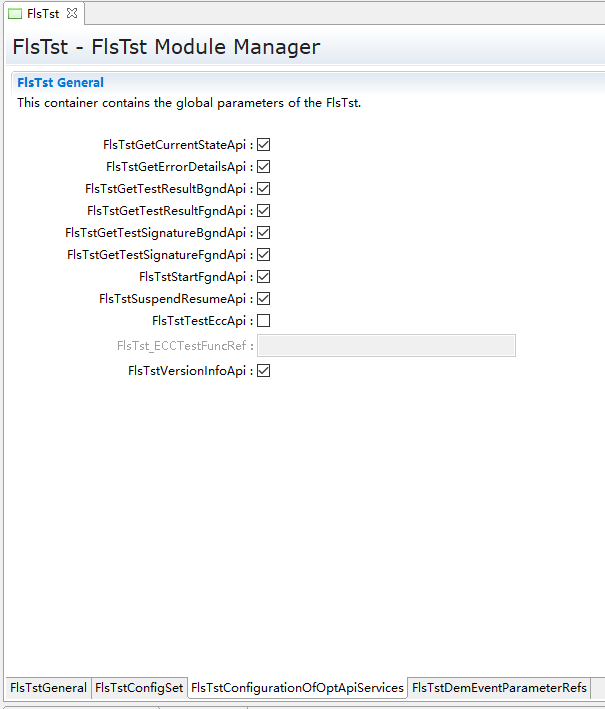 FlsTst
FlsTst - FlsTst Module Manager
FlsTst General
This container contains the global parameters of the FlsTst.
FlsTstGetCurrentStateApi :
FlsTstGetErrorDetailsApi :
FlsTstGetTestResultBgndApi :
FlsTstGetTestResultFgndApi :
FlsTstGetTestSignatureBgndApi :
FlsTstGetTestSignatureFgndApi :
FlsTstStartFgndApi :
FlsTstSuspendResumeApi :
FlsTstTestEccApi :
FlsTst_ECCTestFuncRef :
FlsTstVersionInfoApi :
FlsTstGeneral FlsTstConfigSet FlsTstConfigurationOfOptApiServices FlsTstDemEventParameterRefs